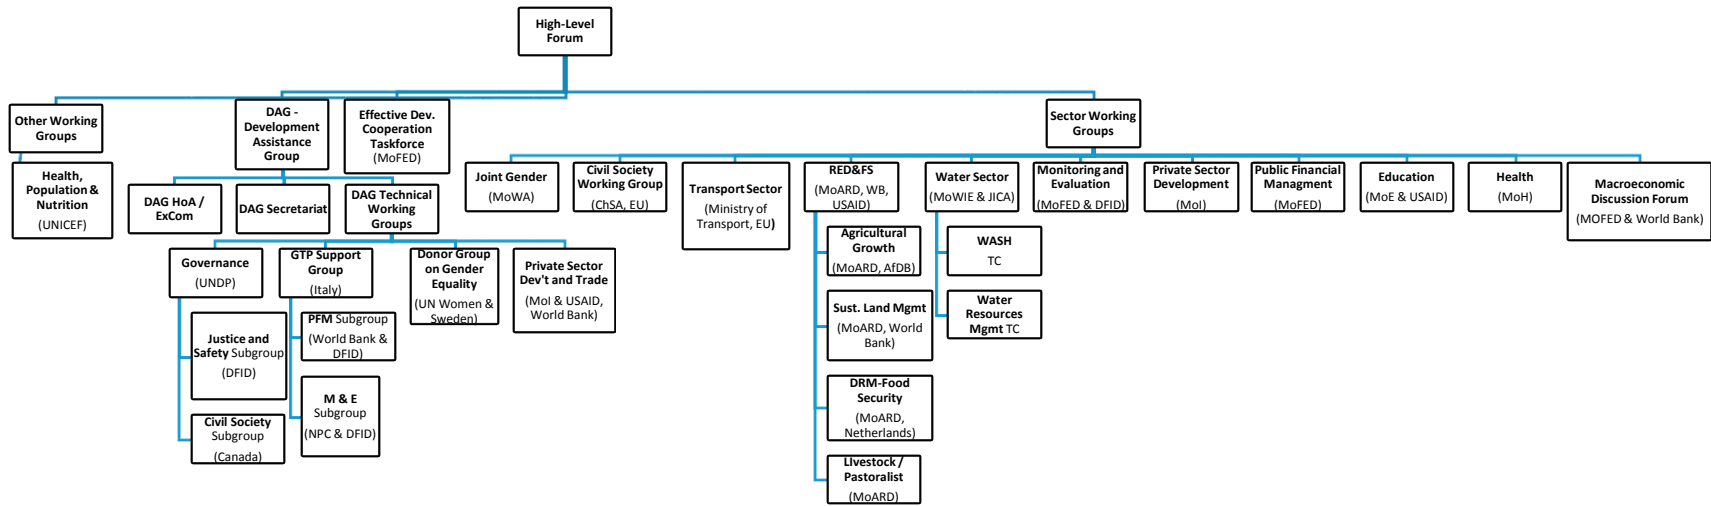 High-Level
Forum
Other Working
Groups
DAG -
Development
Assistance
Group
Effective Dev.
Cooperation
Taskforce
(MoFED)
Sector Working
Groups
Health,
Population &
Nutrition
(UNICEF)
DAG HoA /
ExCom
DAG Secretariat
DAG Technical
Working
Groups
Joint Gender
(MoWA)
Civil Society
Working Group
(ChSA, EU)
Transport Sector
(Ministry of
Transport, EU)
RED&FS
(MoARD, WB,
USAID)
Water Sector
(MoWIE & JICA)
Monitoring and
Evaluation
(MoFED & DFID)
Private Sector
Development
(MoI)
Public Financial
Managment
(MoFED)
Education
(MoE & USAID)
Health
(MoH)
Macroeconomic
Discussion Forum
(MOFED & World Bank)
Governance
(UNDP)
GTP Support
Group
(Italy)
Donor Group
on Gender
Equality
(UN Women &
Sweden)
Private Sector
Dev't and Trade
(MoI & USAID,
World Bank)
Agricultural
Growth
(MoARD, AfDB)
WASH
TC
Justice and
Safety Subgroup
(DFID)
PFM Subgroup
(World Bank &
DFID)
Sust. Land Mgmt
(MoARD, World
Bank)
Water
Resources
Mgmt TC
Civil Society
Subgroup
(Canada)
M & E
Subgroup
(NPC & DFID)
DRM-Food
Security
(MoARD,
Netherlands)
LIvestock /
Pastoralist
(MoARD)